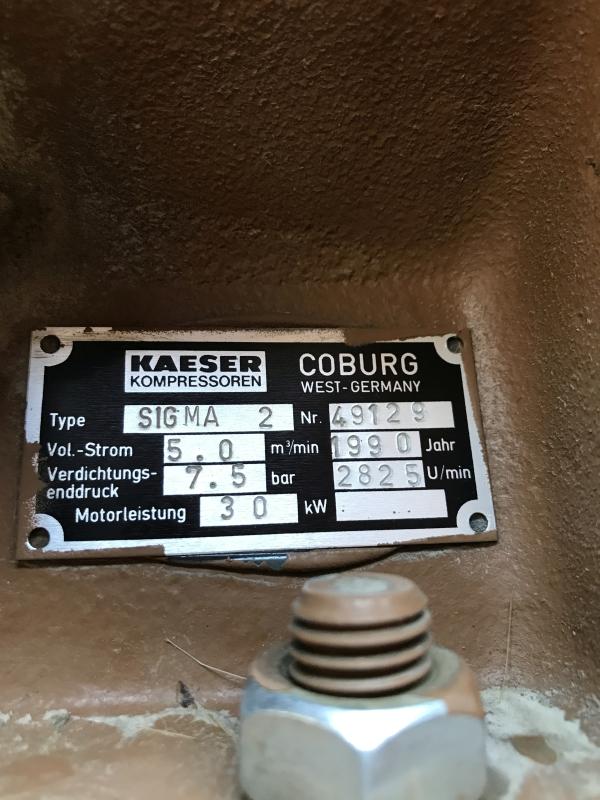 KAESER
KOMPRESSOREN
COBURG
WEST-GERMANY
Type SIGMA 2 Nr. 49129
Vol.-Strom 5.0 m³/min 1990 Jahr
Verdichtungs-
enddruck 7.5 bar 2825 U/min
Motorleistung 30 kW